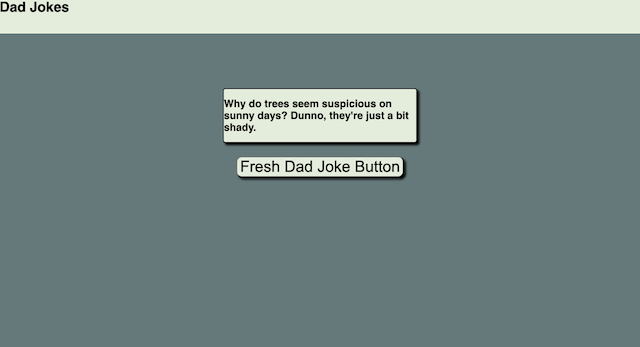 Dad Jokes
Why do trees seem suspicious on
sunny days? Dunno, they're just a bit
shady.
Fresh Dad Joke Button